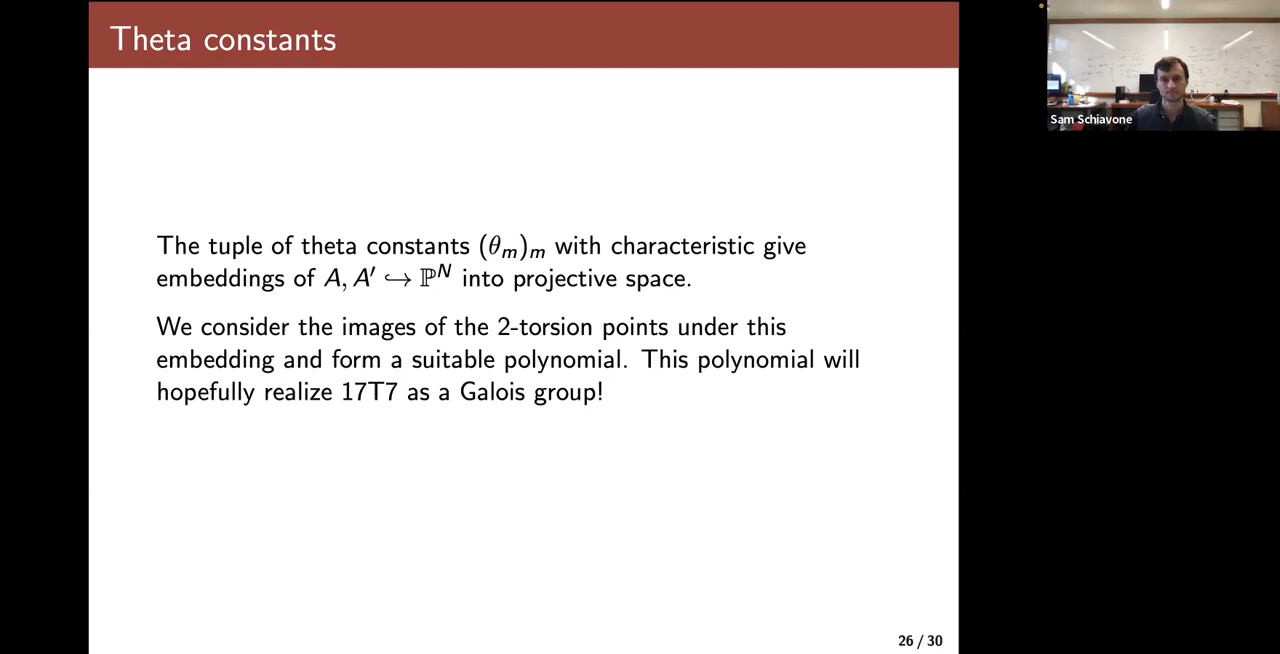 Theta constants
The tuple of theta constants (θₘ)ₘ with characteristic give
embeddings of A, A′ ↪ ℙᴺ into projective space.
We consider the images of the 2-torsion points under this
embedding and form a suitable polynomial. This polynomial will
hopefully realize 17T7 as a Galois group!
26 / 30
Sam Schiavone